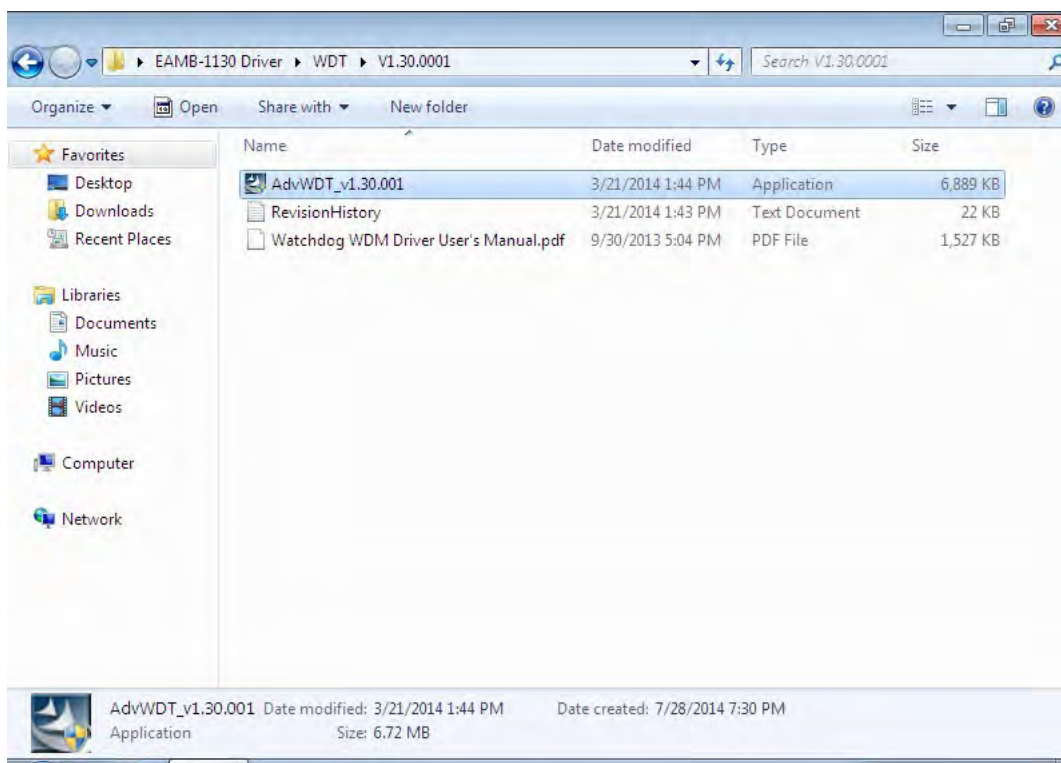 EAMB-1130 Driver WDT V1.30.0001 Search V1.30.0001
Organize Open Share with New folder
Favorites
Desktop
Downloads
Recent Places
Libraries
Documents
Music
Pictures
Videos
Computer
Network
Name Date modified Type Size
AdvWDT_v1.30.001 3/21/2014 1:44 PM Application 6,889 KB
RevisionHistory 3/21/2014 1:43 PM Text Document 22 KB
Watchdog WDM Driver User's Manual.pdf 9/30/2013 5:04 PM PDF File 1,527 KB
AdvWDT_v1.30.001 Date modified: 3/21/2014 1:44 PM Date created: 7/28/2014 7:30 PM
Application Size: 6.72 MB